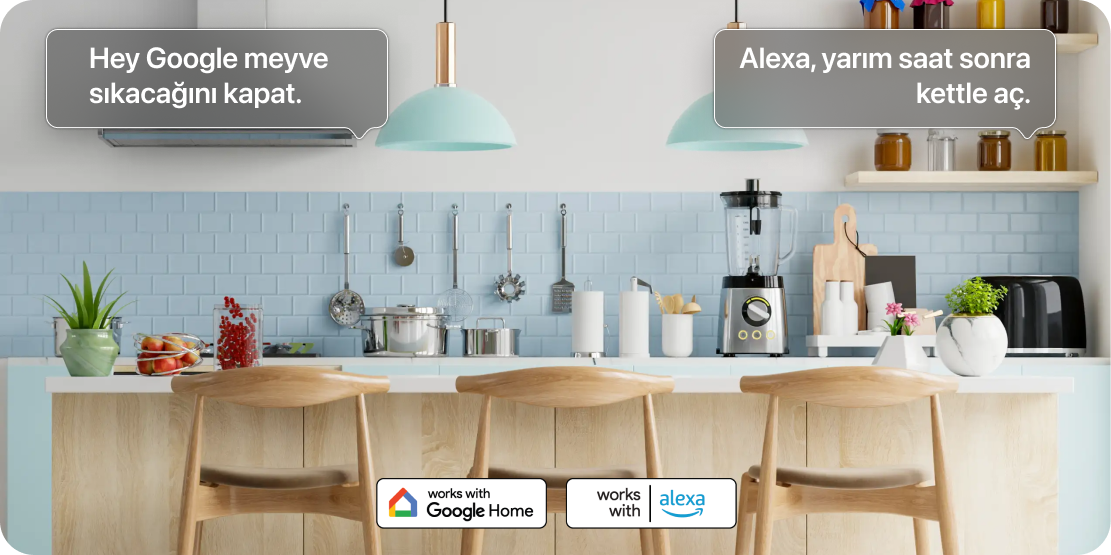 Hey Google meyve
sıkacağını kapat.
Alexa, yarım saat sonra
kettle aç.
works with
Google Home
works
with
alexa